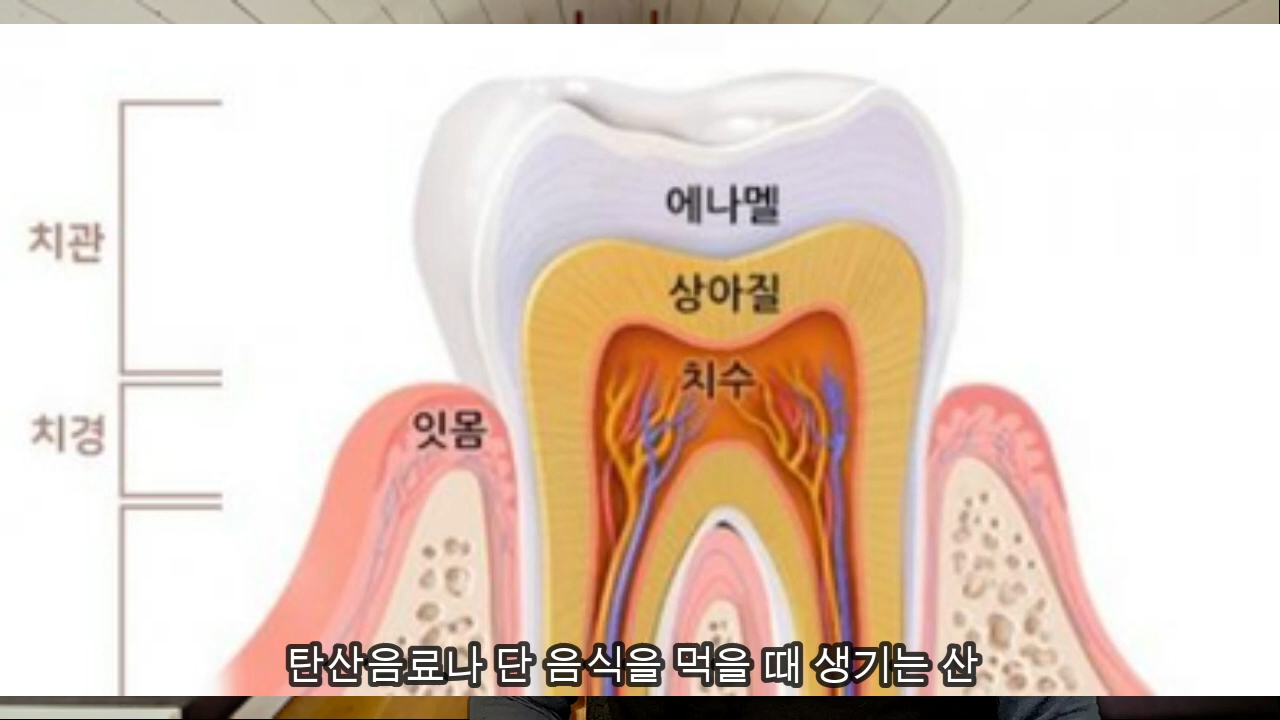 에나멜
상아질
치관
치수
잇몸
치경
탄산음료나 단 음식을 먹을 때 생기는 산